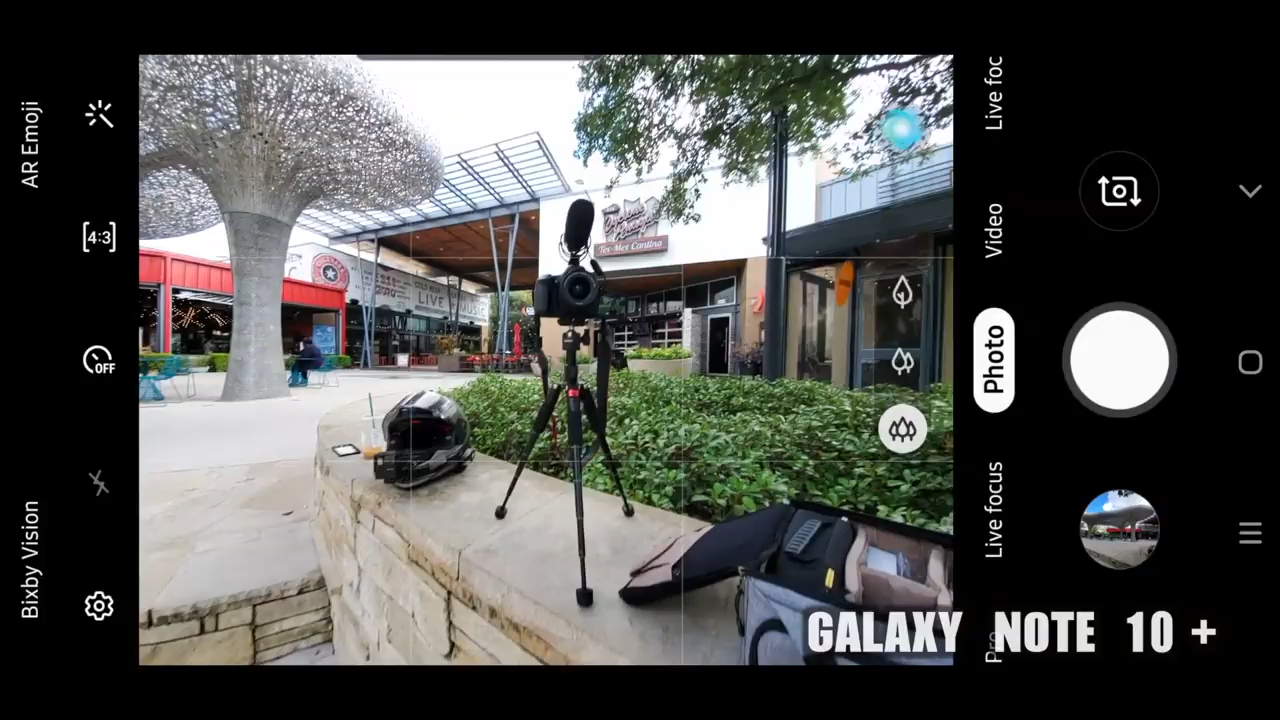 AR Emoji
4:3
OFF
Bixby Vision
LIVE
Tex-Mex Cantina
Live foc
Video
Photo
Live focus
Pro
GALAXY NOTE 10 +